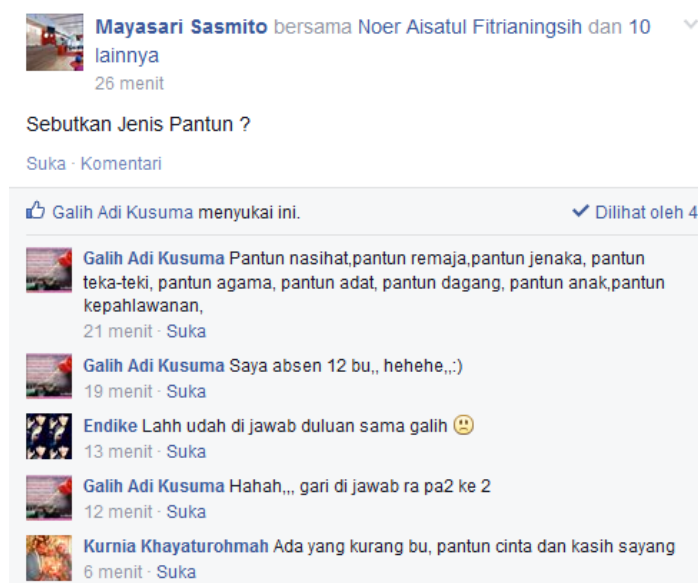 Mayasari Sasmito bersama Noer Aisatul Fitrianingsih dan 10
lainnya
26 menit
Sebutkan Jenis Pantun ?
Suka · Komentari
Galih Adi Kusuma menyukai ini.
Dilihat oleh 4
Galih Adi Kusuma Pantun nasihat,pantun remaja,pantun jenaka, pantun
teka-teki, pantun agama, pantun adat, pantun dagang, pantun anak,pantun
kepahlawanan,
21 menit · Suka
Galih Adi Kusuma Saya absen 12 bu,, hehehe,,:)
19 menit · Suka
Endike Lahh udah di jawab duluan sama galih
13 menit · Suka
Galih Adi Kusuma Hahah,,, gari di jawab ra pa2 ke 2
12 menit · Suka
Kurnia Khayaturohmah Ada yang kurang bu, pantun cinta dan kasih sayang
6 menit · Suka